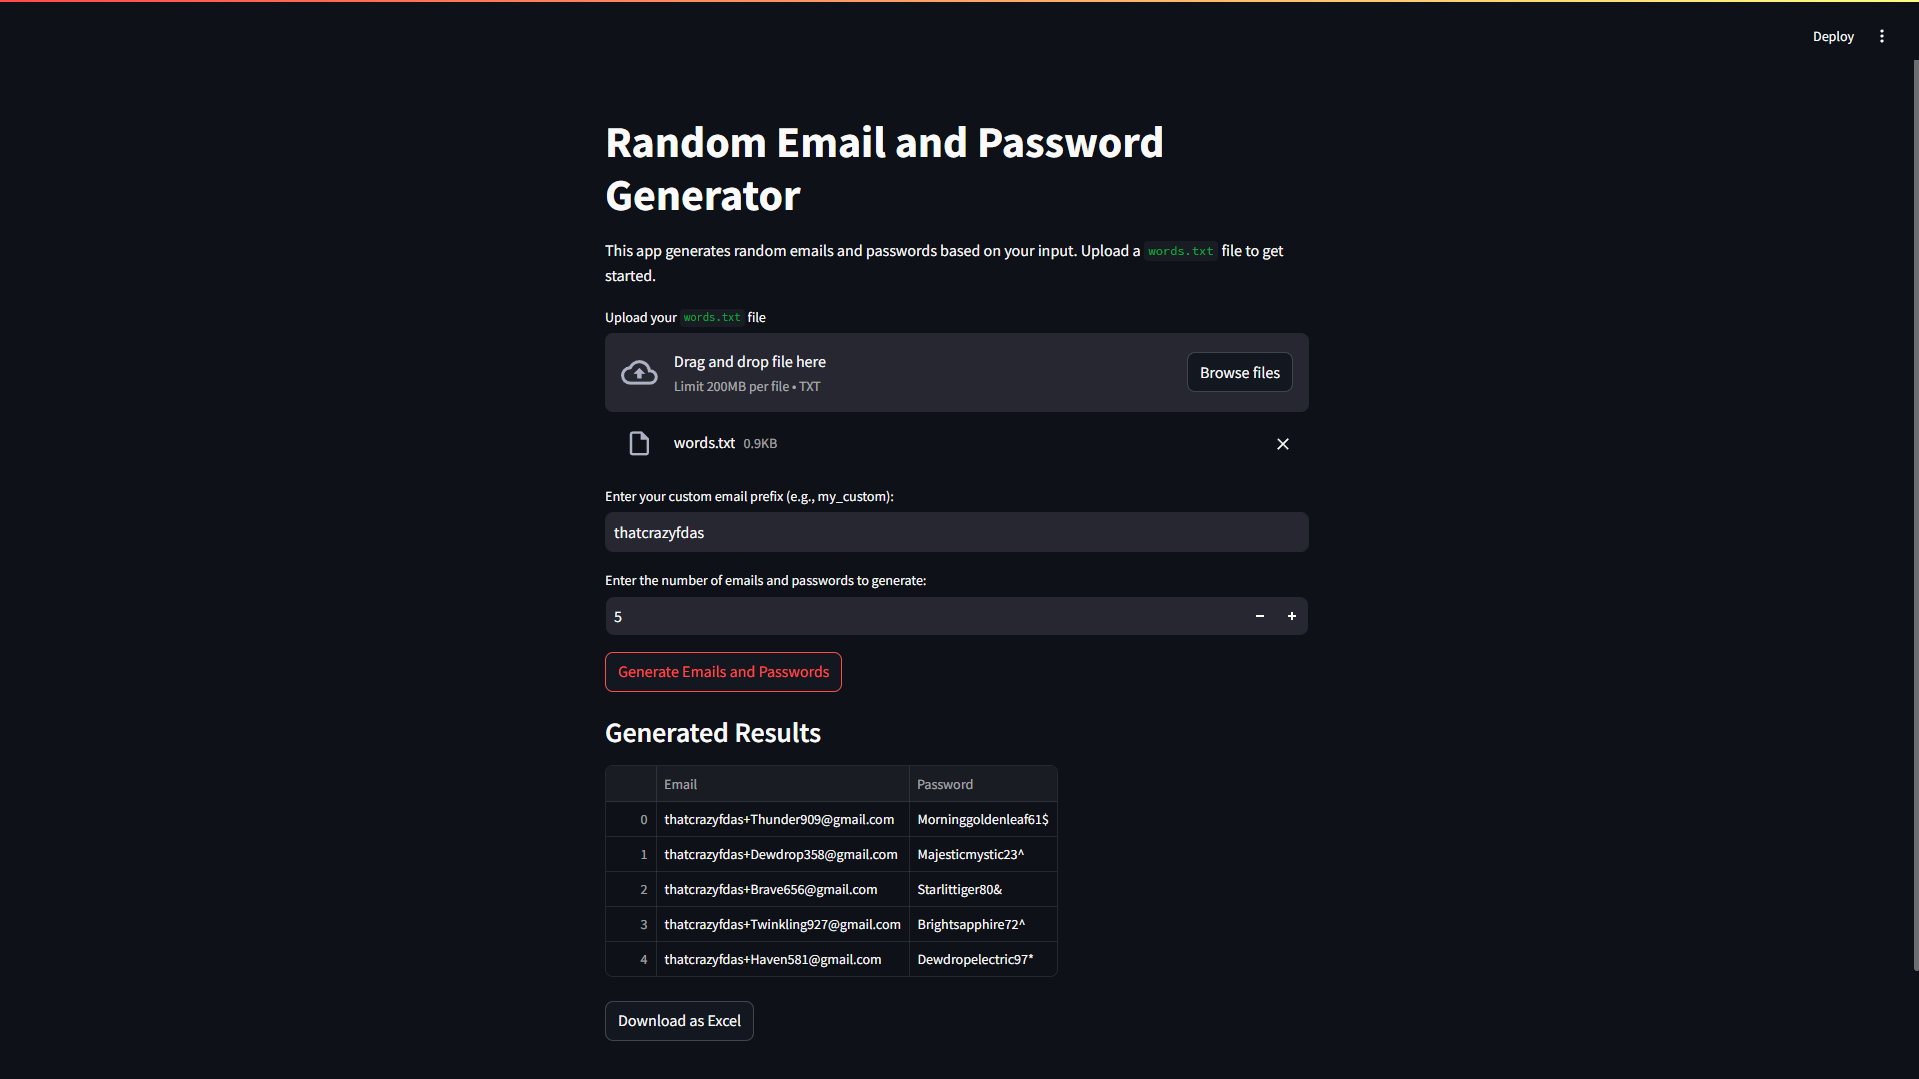 Deploy
Random Email and Password
Generator
This app generates random emails and passwords based on your input. Upload a words.txt file to get
started.
Upload your words.txt file
Drag and drop file here
Limit 200MB per file • TXT
Browse files
words.txt 0.9KB
Enter your custom email prefix (e.g., my_custom):
thatcrazyfdas
Enter the number of emails and passwords to generate:
5
Generate Emails and Passwords
Generated Results
Email Password
0 thatcrazyfdas+Thunder909@gmail.com Morninggoldenleaf61$
1 thatcrazyfdas+Dewdrop358@gmail.com Majesticmystic23^
2 thatcrazyfdas+Brave656@gmail.com Starlittiger80&
3 thatcrazyfdas+Twinkling927@gmail.com Brightsapphire72^
4 thatcrazyfdas+Haven581@gmail.com Dewdropelectric97*
Download as Excel